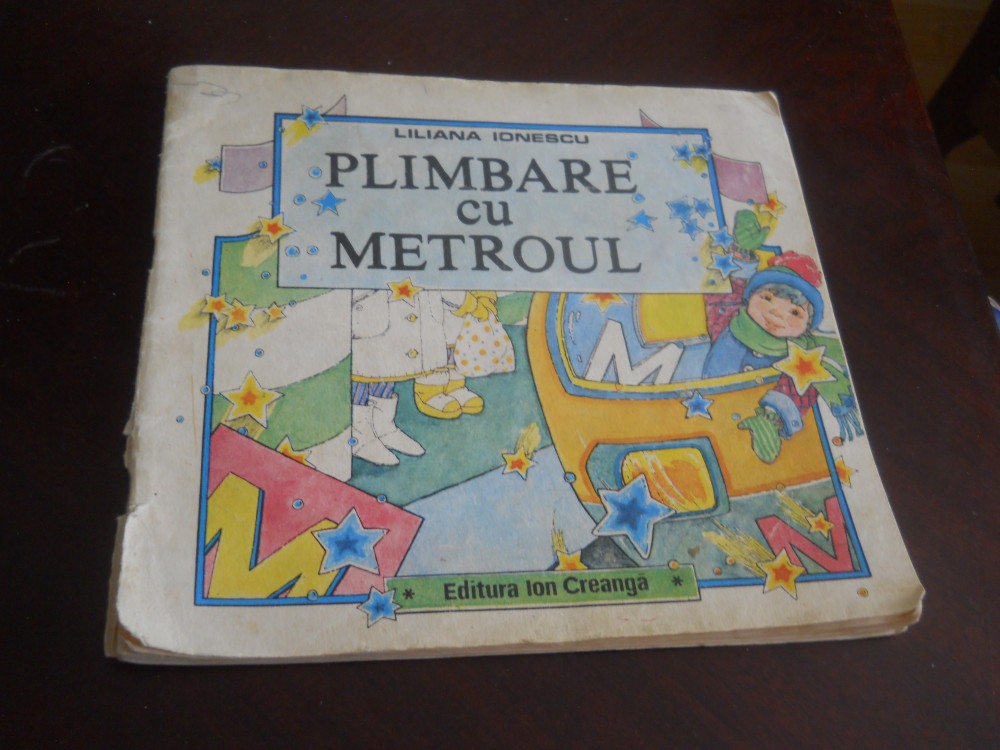 LILIANA IONESCU
PLIMBARE
cu
METROUL
M
M
M
* Editura Ion Creangă *